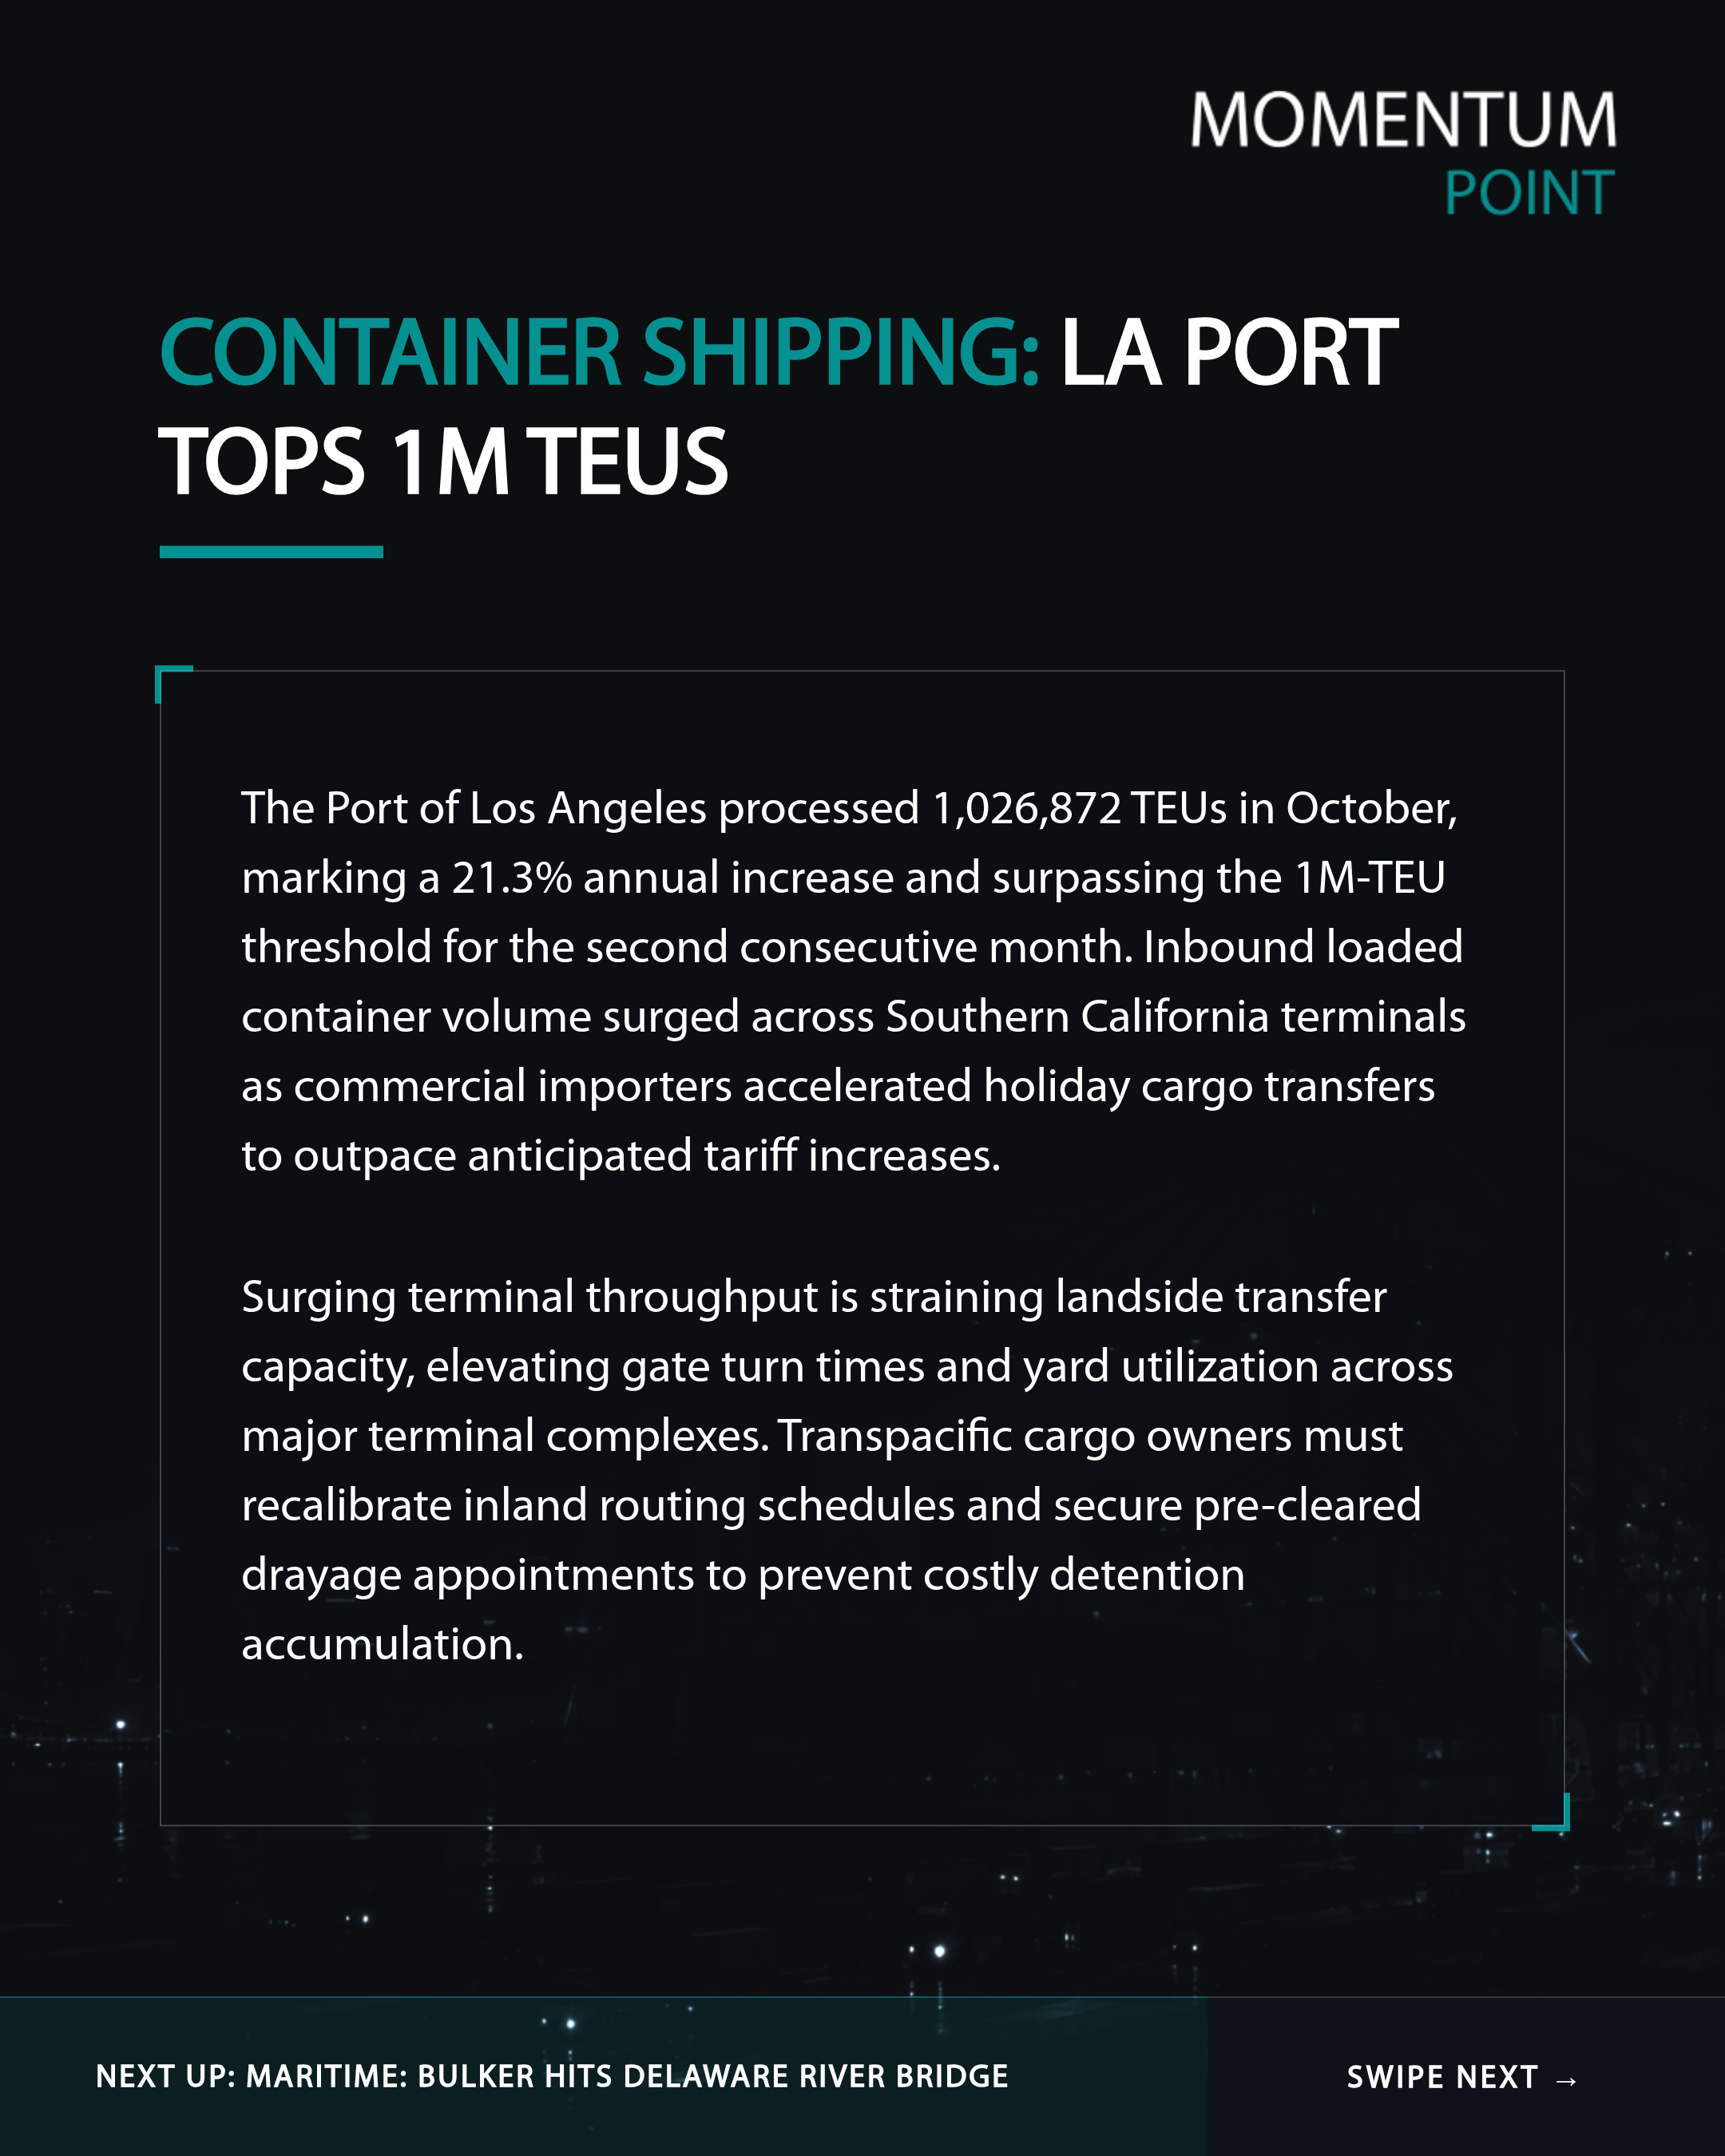 MOMENTUM
POINT
CONTAINER SHIPPING: LA PORT
TOPS 1M TEUS
The Port of Los Angeles processed 1,026,872 TEUs in October,
marking a 21.3% annual increase and surpassing the 1M-TEU
threshold for the second consecutive month. Inbound loaded
container volume surged across Southern California terminals
as commercial importers accelerated holiday cargo transfers
to outpace anticipated tariff increases.
Surging terminal throughput is straining landside transfer
capacity, elevating gate turn times and yard utilization across
major terminal complexes. Transpacific cargo owners must
recalibrate inland routing schedules and secure pre-cleared
drayage appointments to prevent costly detention
accumulation.
NEXT UP: MARITIME: BULKER HITS DELAWARE RIVER BRIDGE
SWIPE NEXT →